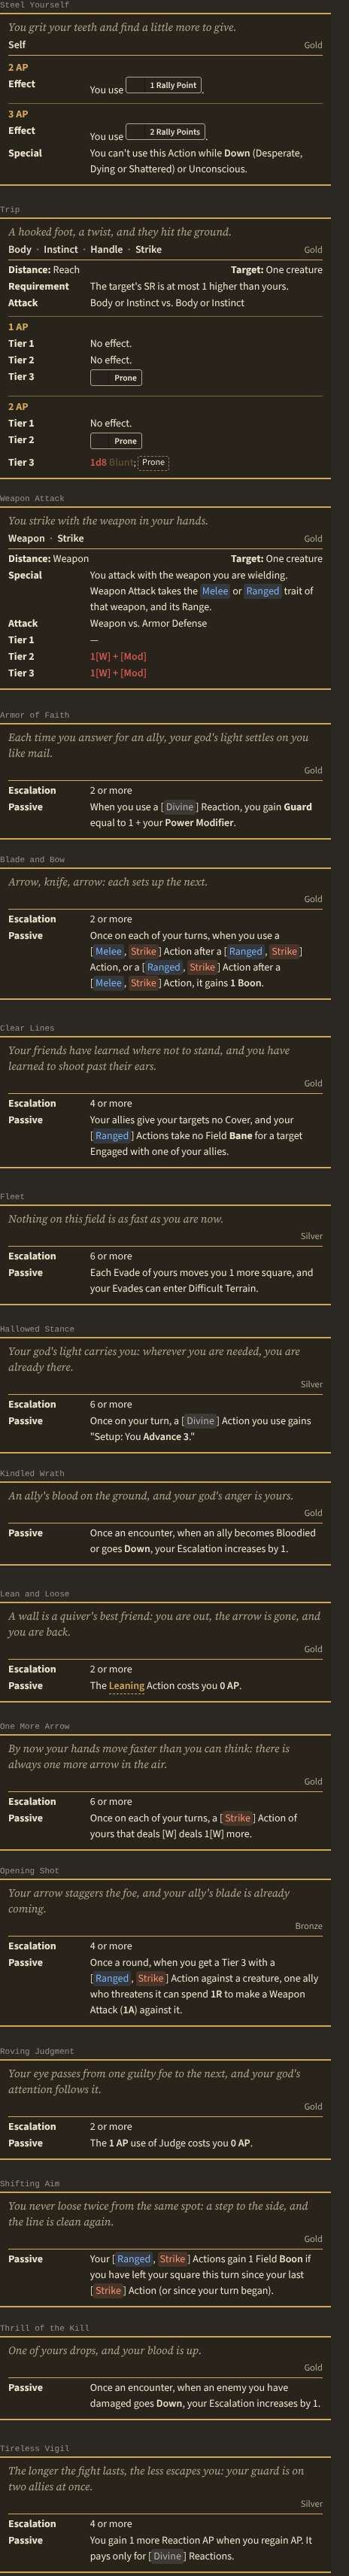 Steel Yourself
You grit your teeth and find a little more to give.
Self Gold
2 AP
Effect You use 1 Rally Point.
3 AP
Effect You use 2 Rally Points.
Special You can't use this Action while Down (Desperate,
Dying or Shattered) or Unconscious.
Trip
A hooked foot, a twist, and they hit the ground.
Body · Instinct · Handle · Strike Gold
Distance: Reach Target: One creature
Requirement The target's SR is at most 1 higher than yours.
Attack Body or Instinct vs. Body or Instinct
1 AP
Tier 1 No effect.
Tier 2 No effect.
Tier 3 Prone
2 AP
Tier 1 No effect.
Tier 2 Prone
Tier 3 1d8 Blunt; Prone
Weapon Attack
You strike with the weapon in your hands.
Weapon · Strike Gold
Distance: Weapon Target: One creature
Special You attack with the weapon you are wielding.
Weapon Attack takes the Melee or Ranged trait of
that weapon, and its Range.
Attack Weapon vs. Armor Defense
Tier 1 —
Tier 2 1[W] + [Mod]
Tier 3 1[W] + [Mod]
Armor of Faith
Each time you answer for an ally, your god's light settles on you
like mail.
Gold
Escalation 2 or more
Passive When you use a [Divine] Reaction, you gain Guard
equal to 1 + your Power Modifier.
Blade and Bow
Arrow, knife, arrow: each sets up the next.
Gold
Escalation 2 or more
Passive Once on each of your turns, when you use a
[Melee, Strike] Action after a [Ranged, Strike]
Action, or a [Ranged, Strike] Action after a
[Melee, Strike] Action, it gains 1 Boon.
Clear Lines
Your friends have learned where not to stand, and you have
learned to shoot past their ears.
Gold
Escalation 4 or more
Passive Your allies give your targets no Cover, and your
[Ranged] Actions take no Field Bane for a target
Engaged with one of your allies.
Fleet
Nothing on this field is as fast as you are now.
Silver
Escalation 6 or more
Passive Each Evade of yours moves you 1 more square, and
your Evades can enter Difficult Terrain.
Hallowed Stance
Your god's light carries you: wherever you are needed, you are
already there.
Silver
Escalation 6 or more
Passive Once on your turn, a [Divine] Action you use gains
"Setup: You Advance 3."
Kindled Wrath
An ally's blood on the ground, and your god's anger is yours.
Gold
Passive Once an encounter, when an ally becomes Bloodied
or goes Down, your Escalation increases by 1.
Lean and Loose
A wall is a quiver's best friend: you are out, the arrow is gone, and
you are back.
Gold
Escalation 2 or more
Passive The Leaning Action costs you 0 AP.
One More Arrow
By now your hands move faster than you can think: there is
always one more arrow in the air.
Gold
Escalation 6 or more
Passive Once on each of your turns, a [Strike] Action of
yours that deals [W] deals 1[W] more.
Opening Shot
Your arrow staggers the foe, and your ally's blade is already
coming.
Bronze
Escalation 4 or more
Passive Once a round, when you get a Tier 3 with a
[Ranged, Strike] Action against a creature, one ally
who threatens it can spend 1R to make a Weapon
Attack (1A) against it.
Roving Judgment
Your eye passes from one guilty foe to the next, and your god's
attention follows it.
Gold
Escalation 2 or more
Passive The 1 AP use of Judge costs you 0 AP.
Shifting Aim
You never loose twice from the same spot: a step to the side, and
the line is clean again.
Gold
Passive Your [Ranged, Strike] Actions gain 1 Field Boon if
you have left your square this turn since your last
[Strike] Action (or since your turn began).
Thrill of the Kill
One of yours drops, and your blood is up.
Gold
Passive Once an encounter, when an enemy you have
damaged goes Down, your Escalation increases by 1.
Tireless Vigil
The longer the fight lasts, the less escapes you: your guard is on
two allies at once.
Silver
Escalation 4 or more
Passive You gain 1 more Reaction AP when you regain AP. It
pays only for [Divine] Reactions.